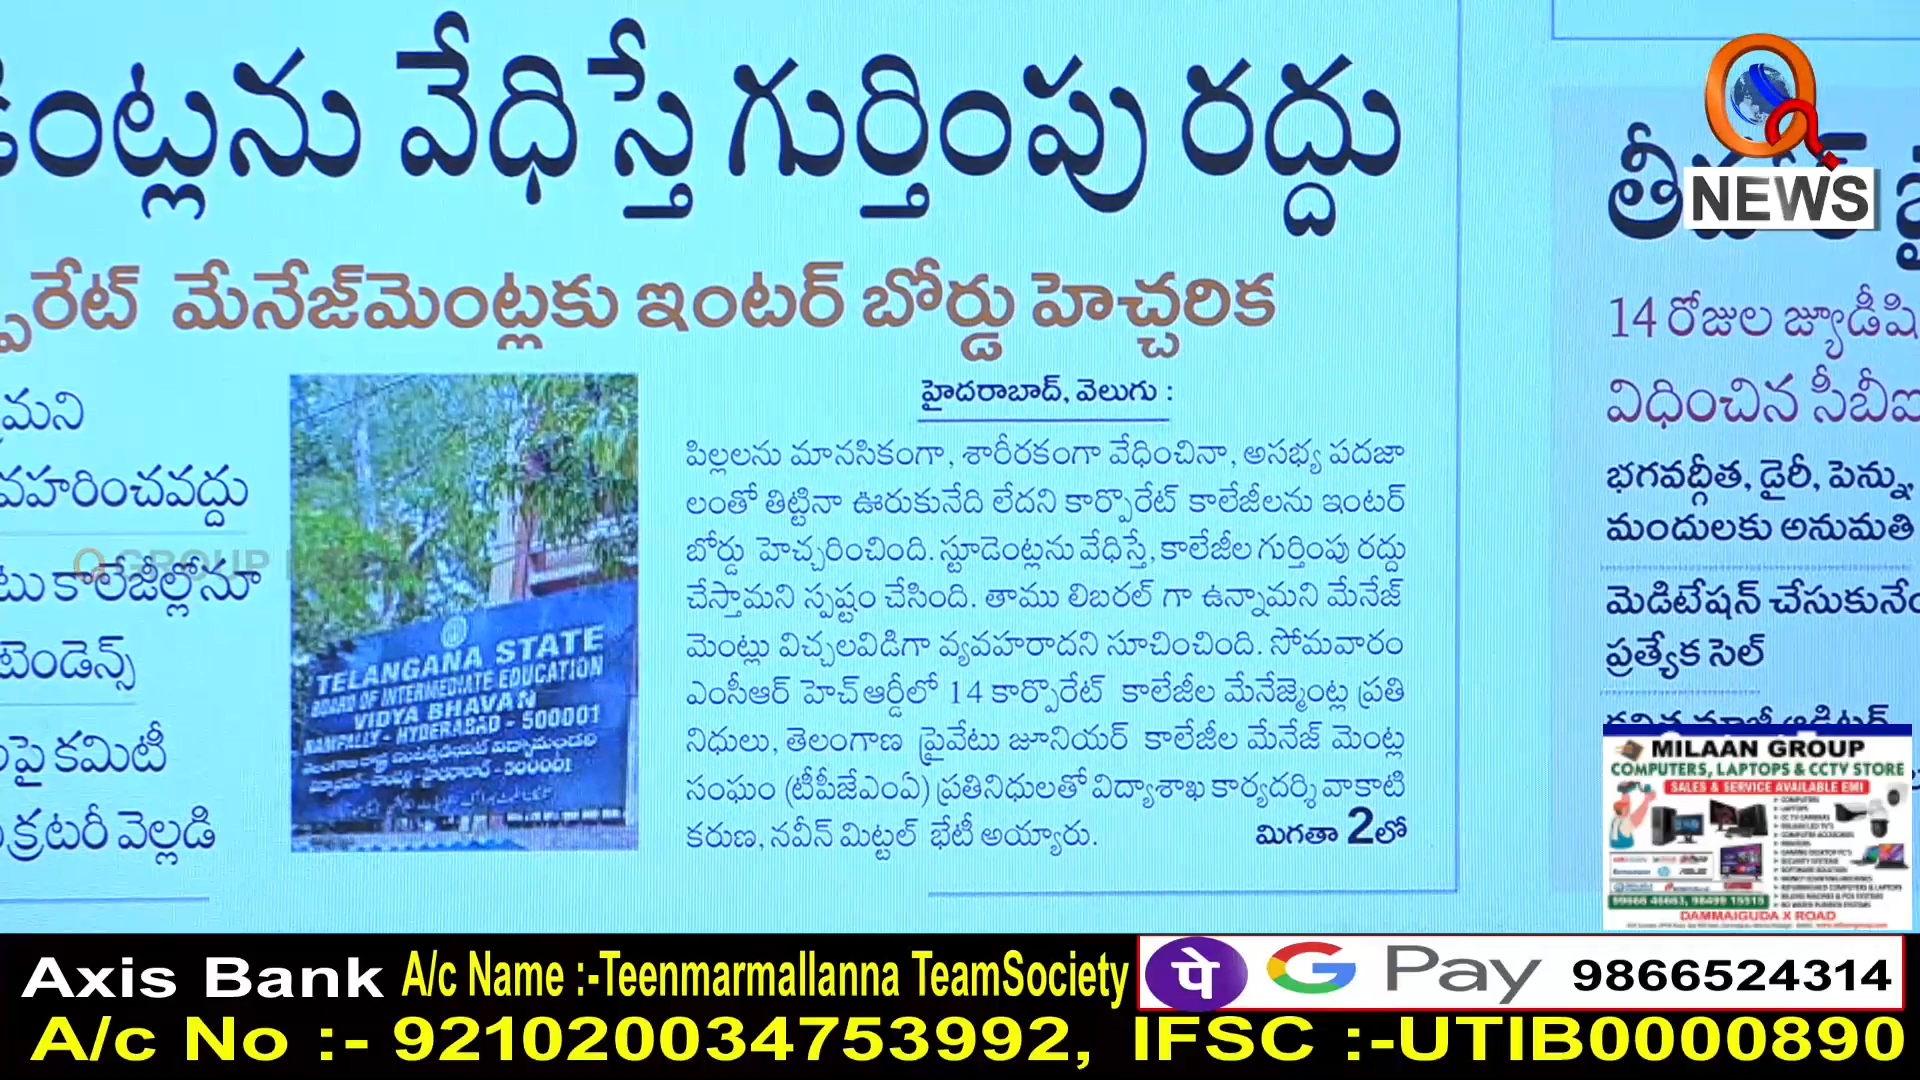 డెంట్లను వేధిస్తే గుర్తింపు రద్దు
ప్పరేట్ మేనేజ్‌మెంట్లకు ఇంటర్ బోర్డు హెచ్చరిక
మని
వహరించవద్దు
టు కాలేజీల్లోనూ
టెండెన్స్
లపై కమిటీ
క్రటరీ వెల్లడి
GROUP
TELANGANA STATE
BOARD OF INTERMEDIATE EDUCATION
VIDYA BHAVAN
NAMPALLY - HYDERABAD - 500001
హైదరాబాద్, వెలుగు :
పిల్లలను మానసికంగా, శారీరకంగా వేధించినా, అసభ్య పదజా
లంతో తిట్టినా ఊరుకునేది లేదని కార్పొరేట్ కాలేజీలను ఇంటర్
బోర్డు హెచ్చరించింది. స్టూడెంట్లను వేధిస్తే, కాలేజీల గుర్తింపు రద్దు
చేస్తామని స్పష్టం చేసింది. తాము లిబరల్ గా ఉన్నామని మేనేజ్
మెంట్లు విచ్చలవిడిగా వ్యవహరాదని సూచించింది. సోమవారం
ఎంసీఆర్ హెచ్ఆర్డీలో 14 కార్పొరేట్ కాలేజీల మేనేజ్మెంట్ల ప్రతి
నిధులు, తెలంగాణ ప్రైవేటు జూనియర్ కాలేజీల మేనేజ్ మెంట్ల
సంఘం (టీపీజేఎంఏ) ప్రతినిధులతో విద్యాశాఖ కార్యదర్శి వాకాటి
కరుణ, నవీన్ మిట్టల్ భేటీ అయ్యారు. మిగతా 2లో
NEWS
14 రోజుల జ్యూడీషి
విధించిన సీబీఐ
భగవద్గీత, డైరీ, పెన్ను,
మందులకు అనుమతి
మెడిటేషన్ చేసుకునేం
ప్రత్యేక సెల్
MILAAN GROUP
COMPUTERS, LAPTOPS & CCTV STORE
SALES & SERVICE AVAILABLE EMI
DAMMAIGUDA X ROAD
Axis Bank A/c Name :-Teenmarmallanna TeamSociety
పे G Pay 9866524314
A/c No :- 921020034753992, IFSC :-UTIB0000890